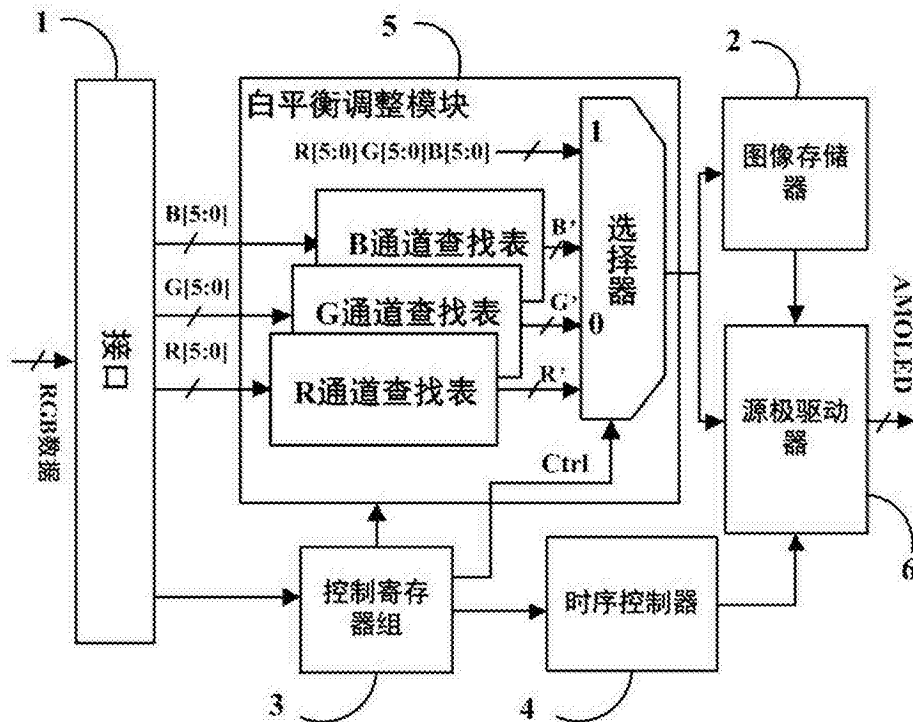 1
5
2
白平衡调整模块
1
R[5:0]G[5:0]B[5:0]
图像存储
器
B[5:0]
B通道查找表
B'
选择器
G[5:0]
G通道查找表
G'
0
AMOLED
接口
R[5:0]
R通道查找表
R'
源极驱动
器
RGB数据
Ctrl
6
控制寄存
器组
时序控制器
3
4